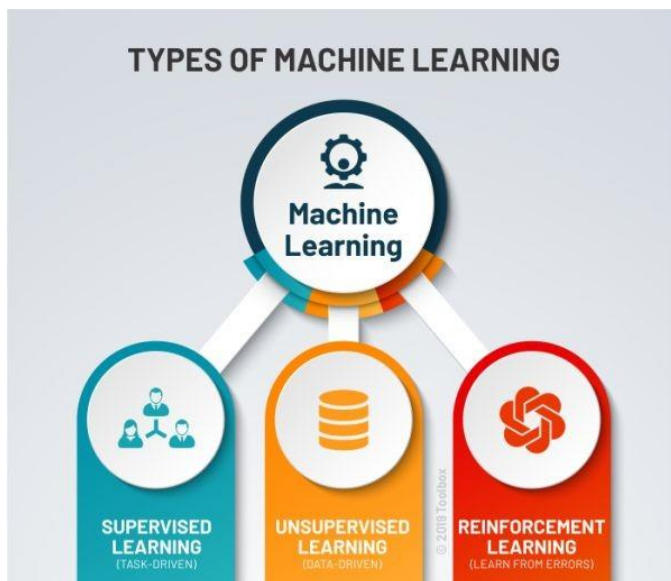 TYPES OF MACHINE LEARNING
Machine
Learning
SUPERVISED
LEARNING
(TASK-DRIVEN)
UNSUPERVISED
LEARNING
(DATA-DRIVEN)
REINFORCEMENT
LEARNING
(LEARN FROM ERRORS)
© 2019 Toolbox